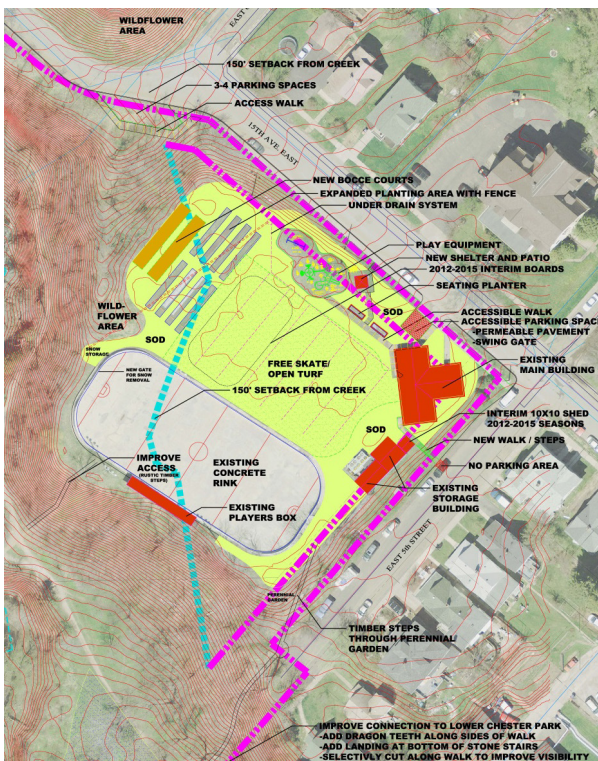 WILDFLOWER
AREA
EAST
150' SETBACK FROM CREEK
3-4 PARKING SPACES
ACCESS WALK
15TH AVE. EAST
NEW BOCCE COURTS
EXPANDED PLANTING AREA WITH FENCE
UNDER DRAIN SYSTEM
PLAY EQUIPMENT
NEW SHELTER AND PATIO
2012-2015 INTERIM BOARDS
SEATING PLANTER
WILD-
FLOWER
AREA
SOD
SOD
ACCESSIBLE WALK
ACCESSIBLE PARKING SPAC
-PERMEABLE PAVEMENT
-SWING GATE
SNOW
STORAGE
NEW GATE
FOR SNOW
REMOVAL
FREE SKATE/
OPEN TURF
EXISTING
MAIN BUILDING
150' SETBACK FROM CREEK
INTERIM 10X10 SHED
2012-2015 SEASONS
SOD
NEW WALK / STEPS
IMPROVE
ACCESS
(RUSTIC TIMBER
STEPS)
EXISTING
CONCRETE
RINK
NO PARKING AREA
EXISTING
STORAGE
BUILDING
EXISTING
PLAYERS BOX
EAST 5th STREET
PERENNIAL
GARDEN
TIMBER STEPS
THROUGH PERENNIAL
GARDEN
IMPROVE CONNECTION TO LOWER CHESTER PARK
-ADD DRAGON TEETH ALONG SIDES OF WALK
-ADD LANDING AT BOTTOM OF STONE STAIRS
-SELECTIVLY CUT ALONG WALK TO IMPROVE VISIBILITY